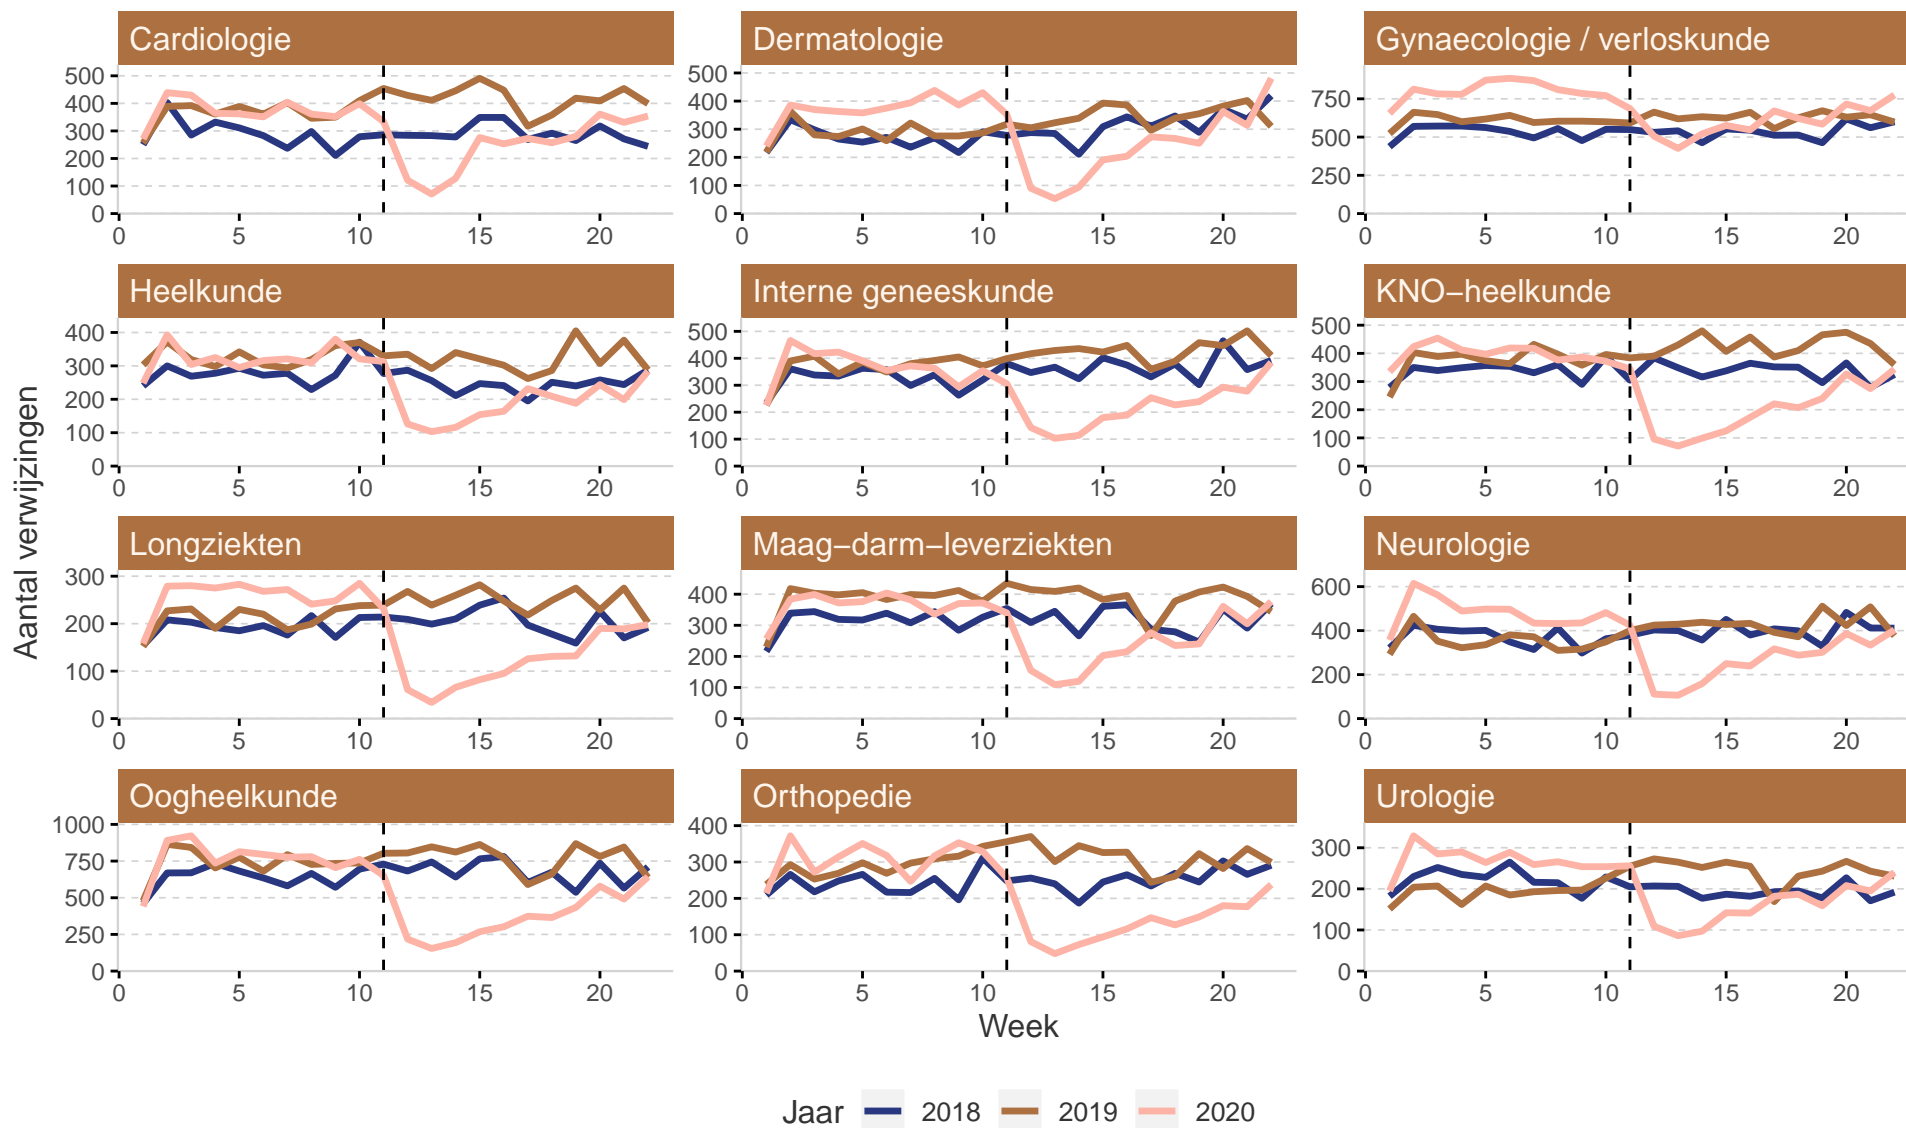 Cardiologie
Dermatologie
Gynaecologie / verloskunde
500
400
300
200
100
0
0 5 10 15 20
500
400
300
200
100
0
0 5 10 15 20
750
500
250
0
0 5 10 15 20
Heelkunde
Interne geneeskunde
KNO−heelkunde
400
300
200
100
0
0 5 10 15 20
500
400
300
200
100
0
0 5 10 15 20
500
400
300
200
100
0
0 5 10 15 20
Aantal verwijzingen
Longziekten
Maag−darm−leverziekten
Neurologie
300
200
100
0
0 5 10 15 20
400
300
200
100
0
0 5 10 15 20
600
400
200
0
0 5 10 15 20
Oogheelkunde
Orthopedie
Urologie
1000
750
500
250
0
0 5 10 15 20
400
300
200
100
0
0 5 10 15 20
300
200
100
0
0 5 10 15 20
Week
Jaar 2018 2019 2020